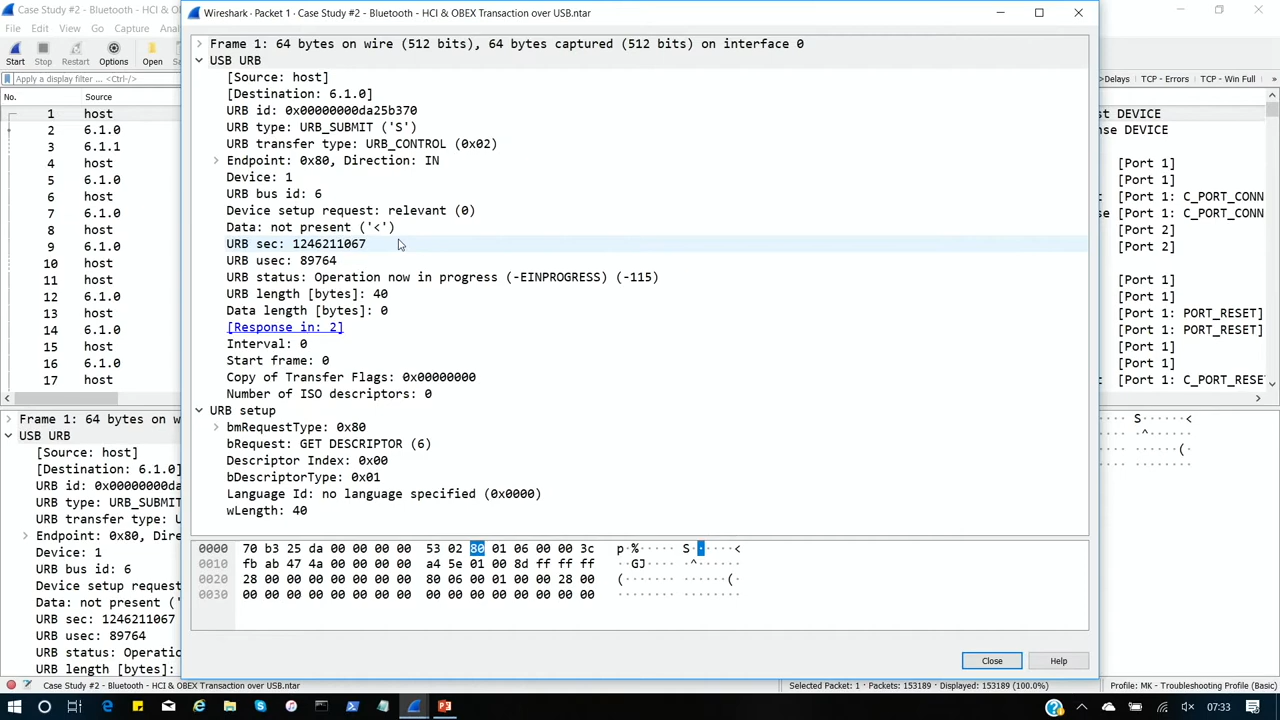 Case Study #2 - Bluetooth - HCI & OBEX Transaction over USB.ntar
File Edit View Go Capture
Start Stop Restart Options Open
Apply a display filter ... <Ctrl-/>
Delays TCP - Errors TCP - Win Full
No. Source
1 host
2 6.1.0
3 6.1.1
4 host
5 6.1.0
6 host
7 6.1.0
8 host
9 6.1.0
10 host
11 host
12 6.1.0
13 host
14 6.1.0
15 host
16 6.1.0
17 host
DEVICE
DEVICE
[Port 1]
[Port 1]
[Port 1] : C_PORT_CONN
[Port 1] : C_PORT_CONN
[Port 2]
[Port 2]
[Port 1]
[Port 1]
[Port 1] : PORT_RESET]
[Port 1] : PORT_RESET]
[Port 1]
[Port 1]
[Port 1] : C_PORT_RESE
Wireshark · Packet 1 · Case Study #2 - Bluetooth - HCI & OBEX Transaction over USB.ntar
Frame 1: 64 bytes on wire (512 bits), 64 bytes captured (512 bits) on interface 0
USB URB
[Source: host]
[Destination: 6.1.0]
URB id: 0x00000000da25b370
URB type: URB_SUBMIT ('S')
URB transfer type: URB_CONTROL (0x02)
Endpoint: 0x80, Direction: IN
Device: 1
URB bus id: 6
Device setup request: relevant (0)
Data: not present ('<')
URB sec: 1246211067
URB usec: 89764
URB status: Operation now in progress (-EINPROGRESS) (-115)
URB length [bytes]: 40
Data length [bytes]: 0
[Response in: 2]
Interval: 0
Start frame: 0
Copy of Transfer Flags: 0x00000000
Number of ISO descriptors: 0
URB setup
bmRequestType: 0x80
bRequest: GET DESCRIPTOR (6)
Descriptor Index: 0x00
bDescriptorType: 0x01
Language Id: no language specified (0x0000)
wLength: 40
0000 70 b3 25 da 00 00 00 00 53 02 80 01 06 00 00 3c p·%····· S······<
0010 fb ab 47 4a 00 00 00 00 a4 5e 01 00 8d ff ff ff ··GJ···· ·^······
0020 28 00 00 00 00 00 00 00 80 06 00 01 00 00 28 00 (······· ······(·
0030 00 00 00 00 00 00 00 00 00 00 00 00 00 00 00 00 ········ ········
Close Help
Frame 1: 64 bytes on w
USB URB
[Source: host]
[Destination: 6.1.0]
URB id: 0x00000000da
URB type: URB_SUBMIT
URB transfer type: U
Endpoint: 0x80, Dire
Device: 1
URB bus id: 6
Device setup request
Data: not present ('
URB sec: 1246211067
URB usec: 89764
URB status: Operatio
URB length [bytes]:
S······<
·^······
······(·
········
Case Study #2 - Bluetooth - HCI & OBEX Transaction over USB.ntar
Selected Packet: 1 · Packets: 153189 · Displayed: 153189 (100.0%)
Profile: MK - Troubleshooting Profile (Basic)
07:33